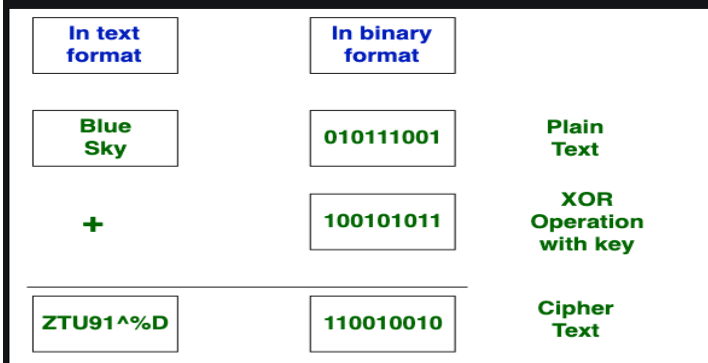 In text
format
In binary
format
Blue
Sky
010111001
Plain
Text
+
100101011
XOR
Operation
with key
ZTU91^%D
110010010
Cipher
Text